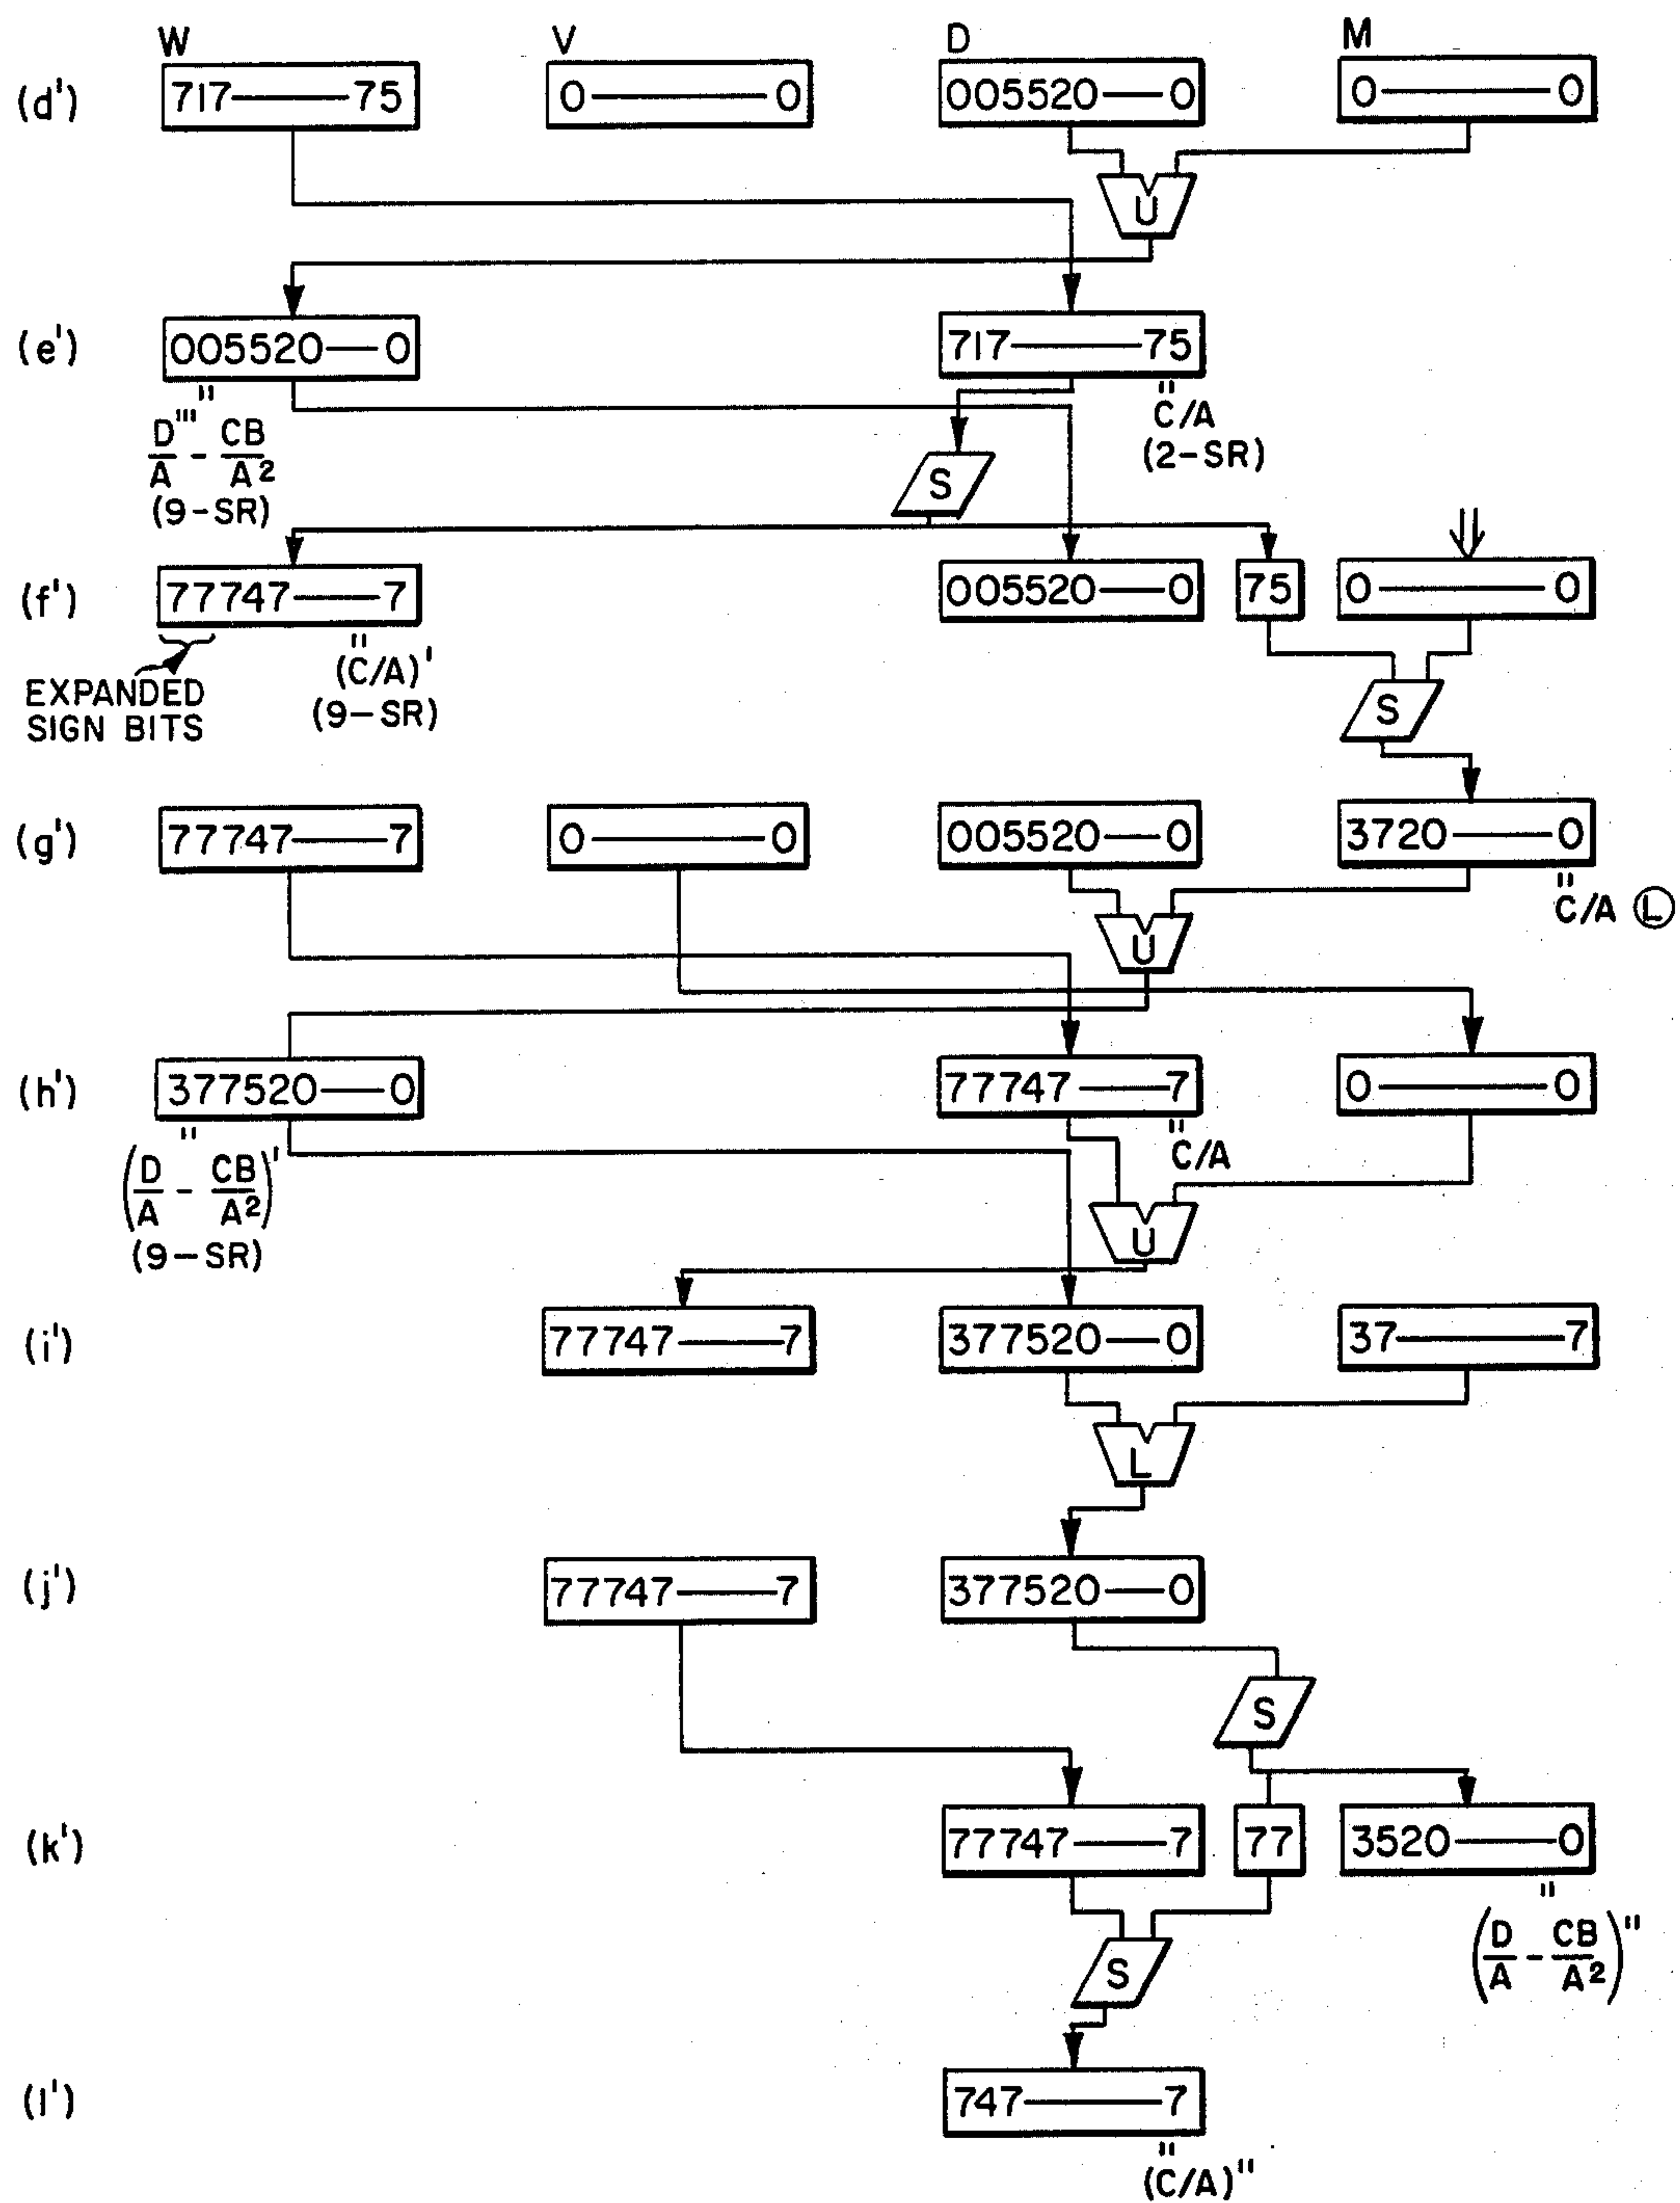 W V D M
(d') 717——75 0——0 005520——0 0——0
U
(e') 005520——0 717——75
" "
D''' CB C/A
— - — (2-SR)
A A²
(9-SR) S
(f') 77747——7 005520——0 75 0——0
"
EXPANDED (C/A)'
SIGN BITS (9-SR) S
(g') 77747——7 0——0 005520——0 3720——0
"
C/A Ⓛ
U
(h') 377520——0 77747——7 0——0
" "
(D/A - CB/A²)' C/A
(9-SR) U
(i') 77747——7 377520——0 37——7
L
(j') 77747——7 377520——0
S
(k') 77747——7 77 3520——0
"
(D/A - CB/A²)"
S
(l') 747——7
"
(C/A)"